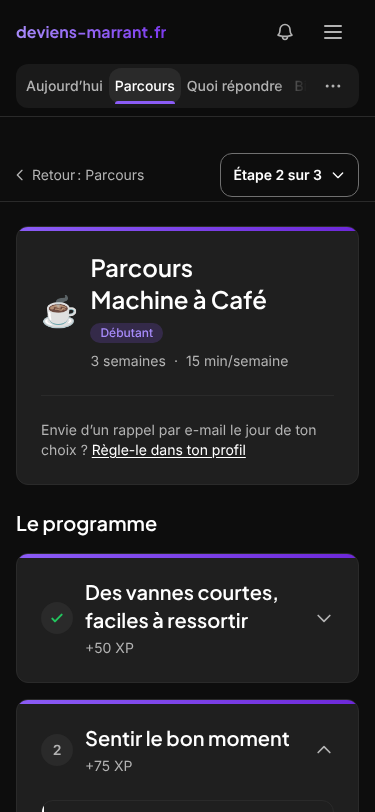 deviens-marrant.fr
Aujourd'hui Parcours Quoi répondre
Retour : Parcours
Étape 2 sur 3
Parcours
Machine à Café
Débutant
3 semaines · 15 min/semaine
Envie d'un rappel par e-mail le jour de ton
choix ? Règle-le dans ton profil
Le programme
Des vannes courtes,
faciles à ressortir
+50 XP
2
Sentir le bon moment
+75 XP